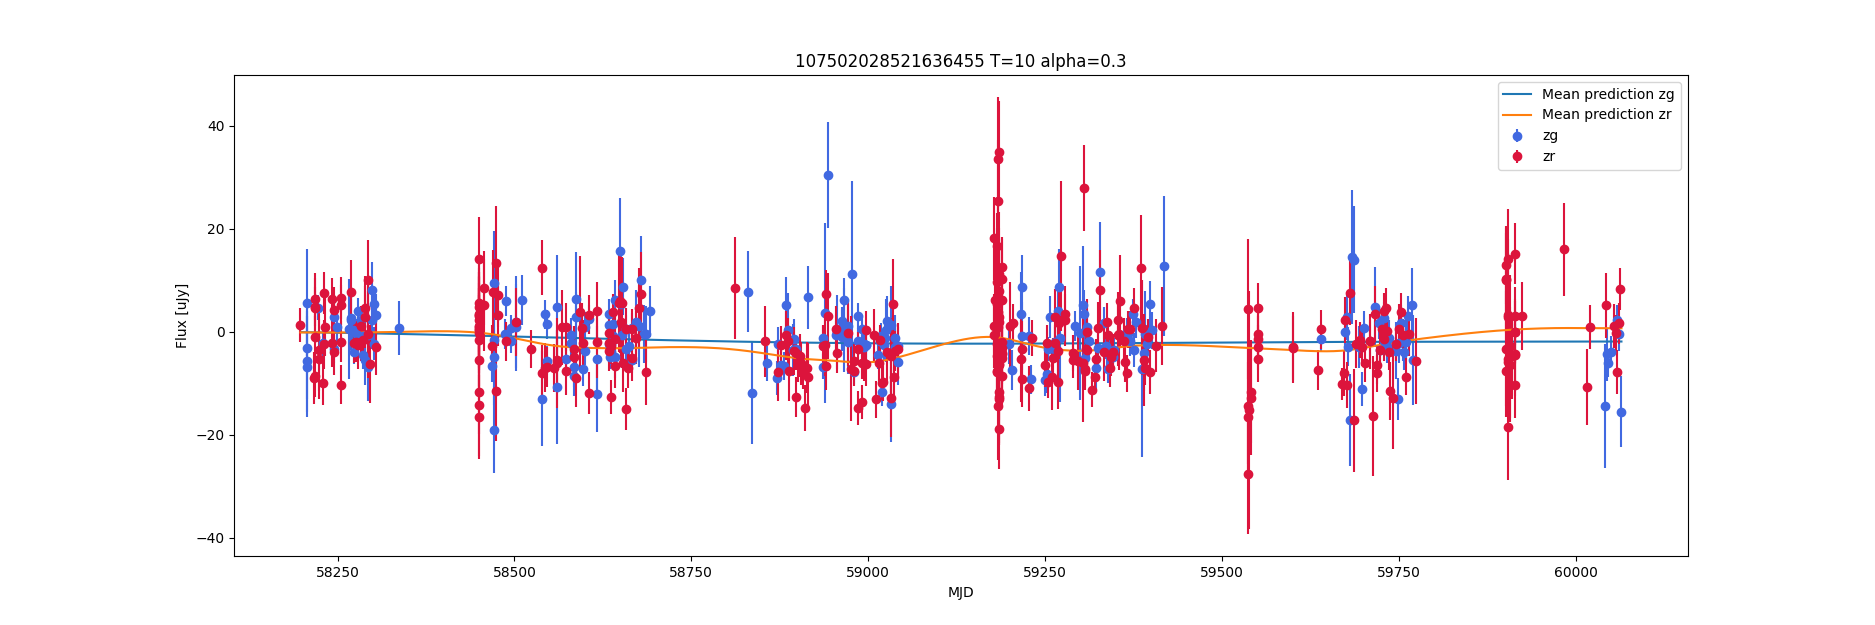 107502028521636455 T=10 alpha=0.3
Mean prediction zg
Mean prediction zr
zg
zr
Flux [uJy]
40
20
0
−20
−40
58250 58500 58750 59000 59250 59500 59750 60000
MJD